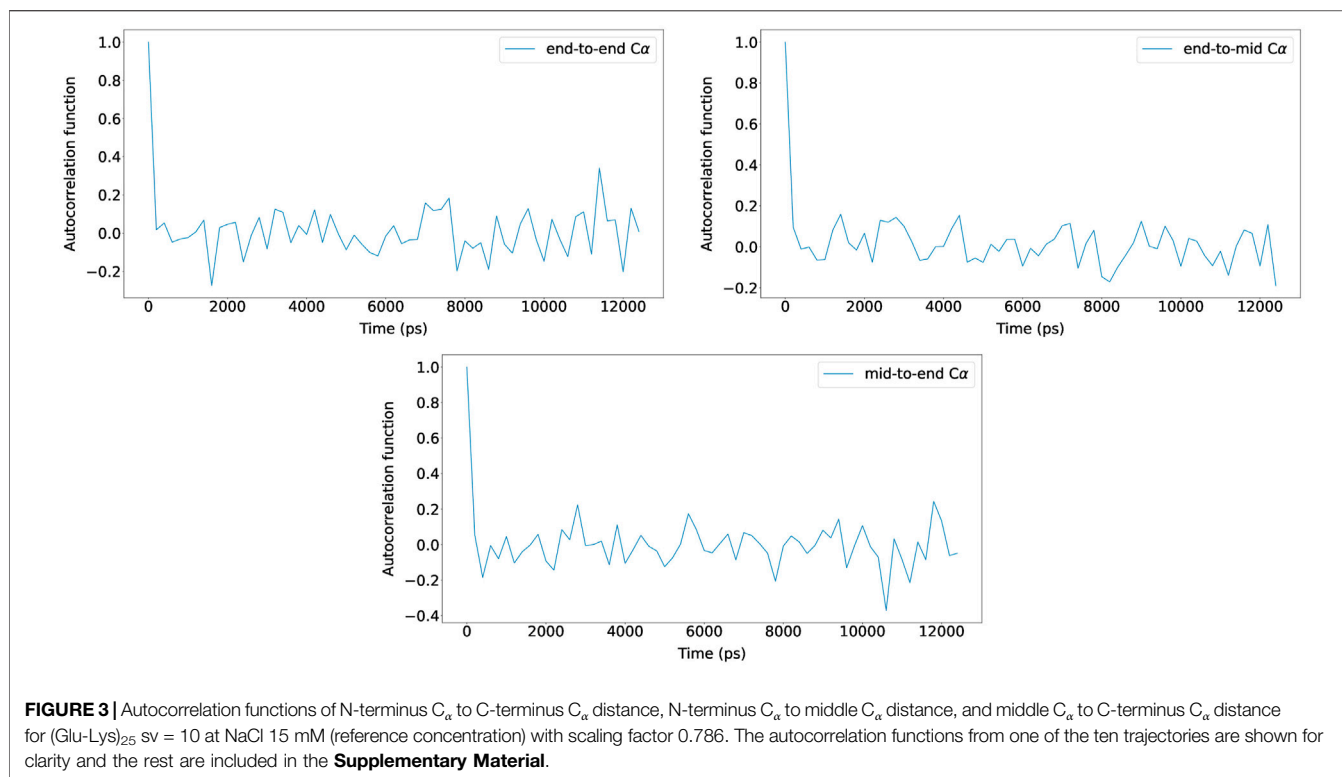 1.0
0.8
0.6
0.4
0.2
0.0
−0.2
Autocorrelation function
end-to-end Cα
0 2000 4000 6000 8000 10000 12000
Time (ps)
1.0
0.8
0.6
0.4
0.2
0.0
−0.2
Autocorrelation function
end-to-mid Cα
0 2000 4000 6000 8000 10000 12000
Time (ps)
1.0
0.8
0.6
0.4
0.2
0.0
−0.2
−0.4
Autocorrelation function
mid-to-end Cα
0 2000 4000 6000 8000 10000 12000
Time (ps)
FIGURE 3 | Autocorrelation functions of N-terminus Cα to C-terminus Cα distance, N-terminus Cα to middle Cα distance, and middle Cα to C-terminus Cα distance
for (Glu-Lys)25 sv = 10 at NaCl 15 mM (reference concentration) with scaling factor 0.786. The autocorrelation functions from one of the ten trajectories are shown for
clarity and the rest are included in the Supplementary Material.